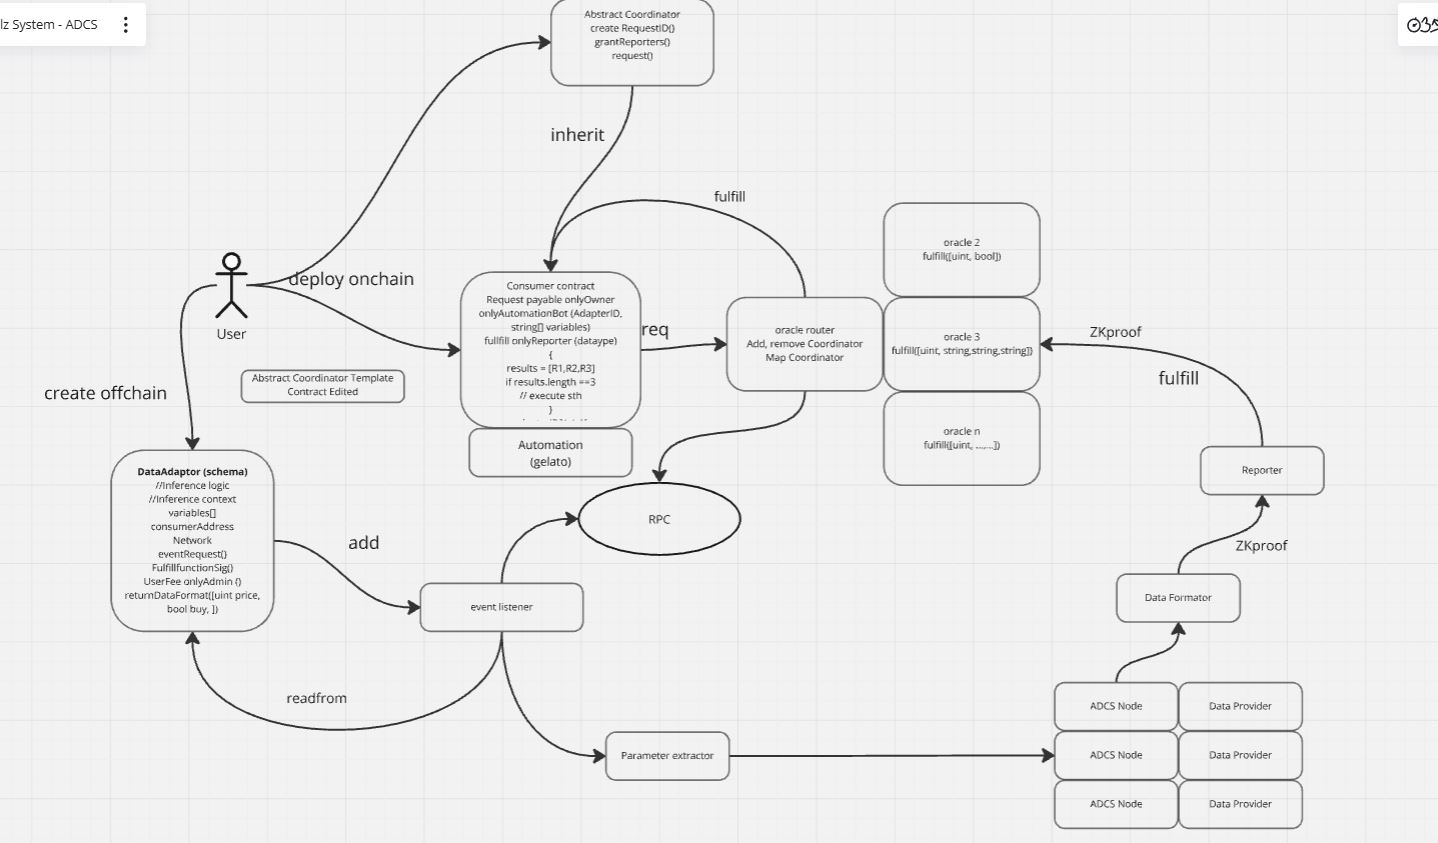 lz System - ADCS
Abstract Coordinator
create RequestID()
grantReporters()
request()
inherit
fulfill
deploy onchain
User
create offchain
Abstract Coordinator Template
Contract Edited
Consumer contract
Request payable onlyOwner
onlyAutomationBot (AdapterID,
string[] variables)
fullfill onlyReporter (dataype)
{
results = [R1,R2,R3]
if results.length ==3
// execute sth
}
Automation
(gelato)
req
oracle router
Add, remove Coordinator
Map Coordinator
oracle 2
fulfill([uint, bool])
oracle 3
fulfill([uint, string,string,string])
oracle n
fulfill([uint, ...,...])
ZKproof
fulfill
Reporter
ZKproof
Data Formator
DataAdaptor (schema)
//Inference logic
//Inference context
variables[]
consumerAddress
Network
eventRequest()
FulfillfunctionSig()
UserFee onlyAdmin ()
returnDataFormat([uint price,
bool buy, ])
add
RPC
event listener
readfrom
Parameter extractor
ADCS Node
Data Provider
ADCS Node
Data Provider
ADCS Node
Data Provider